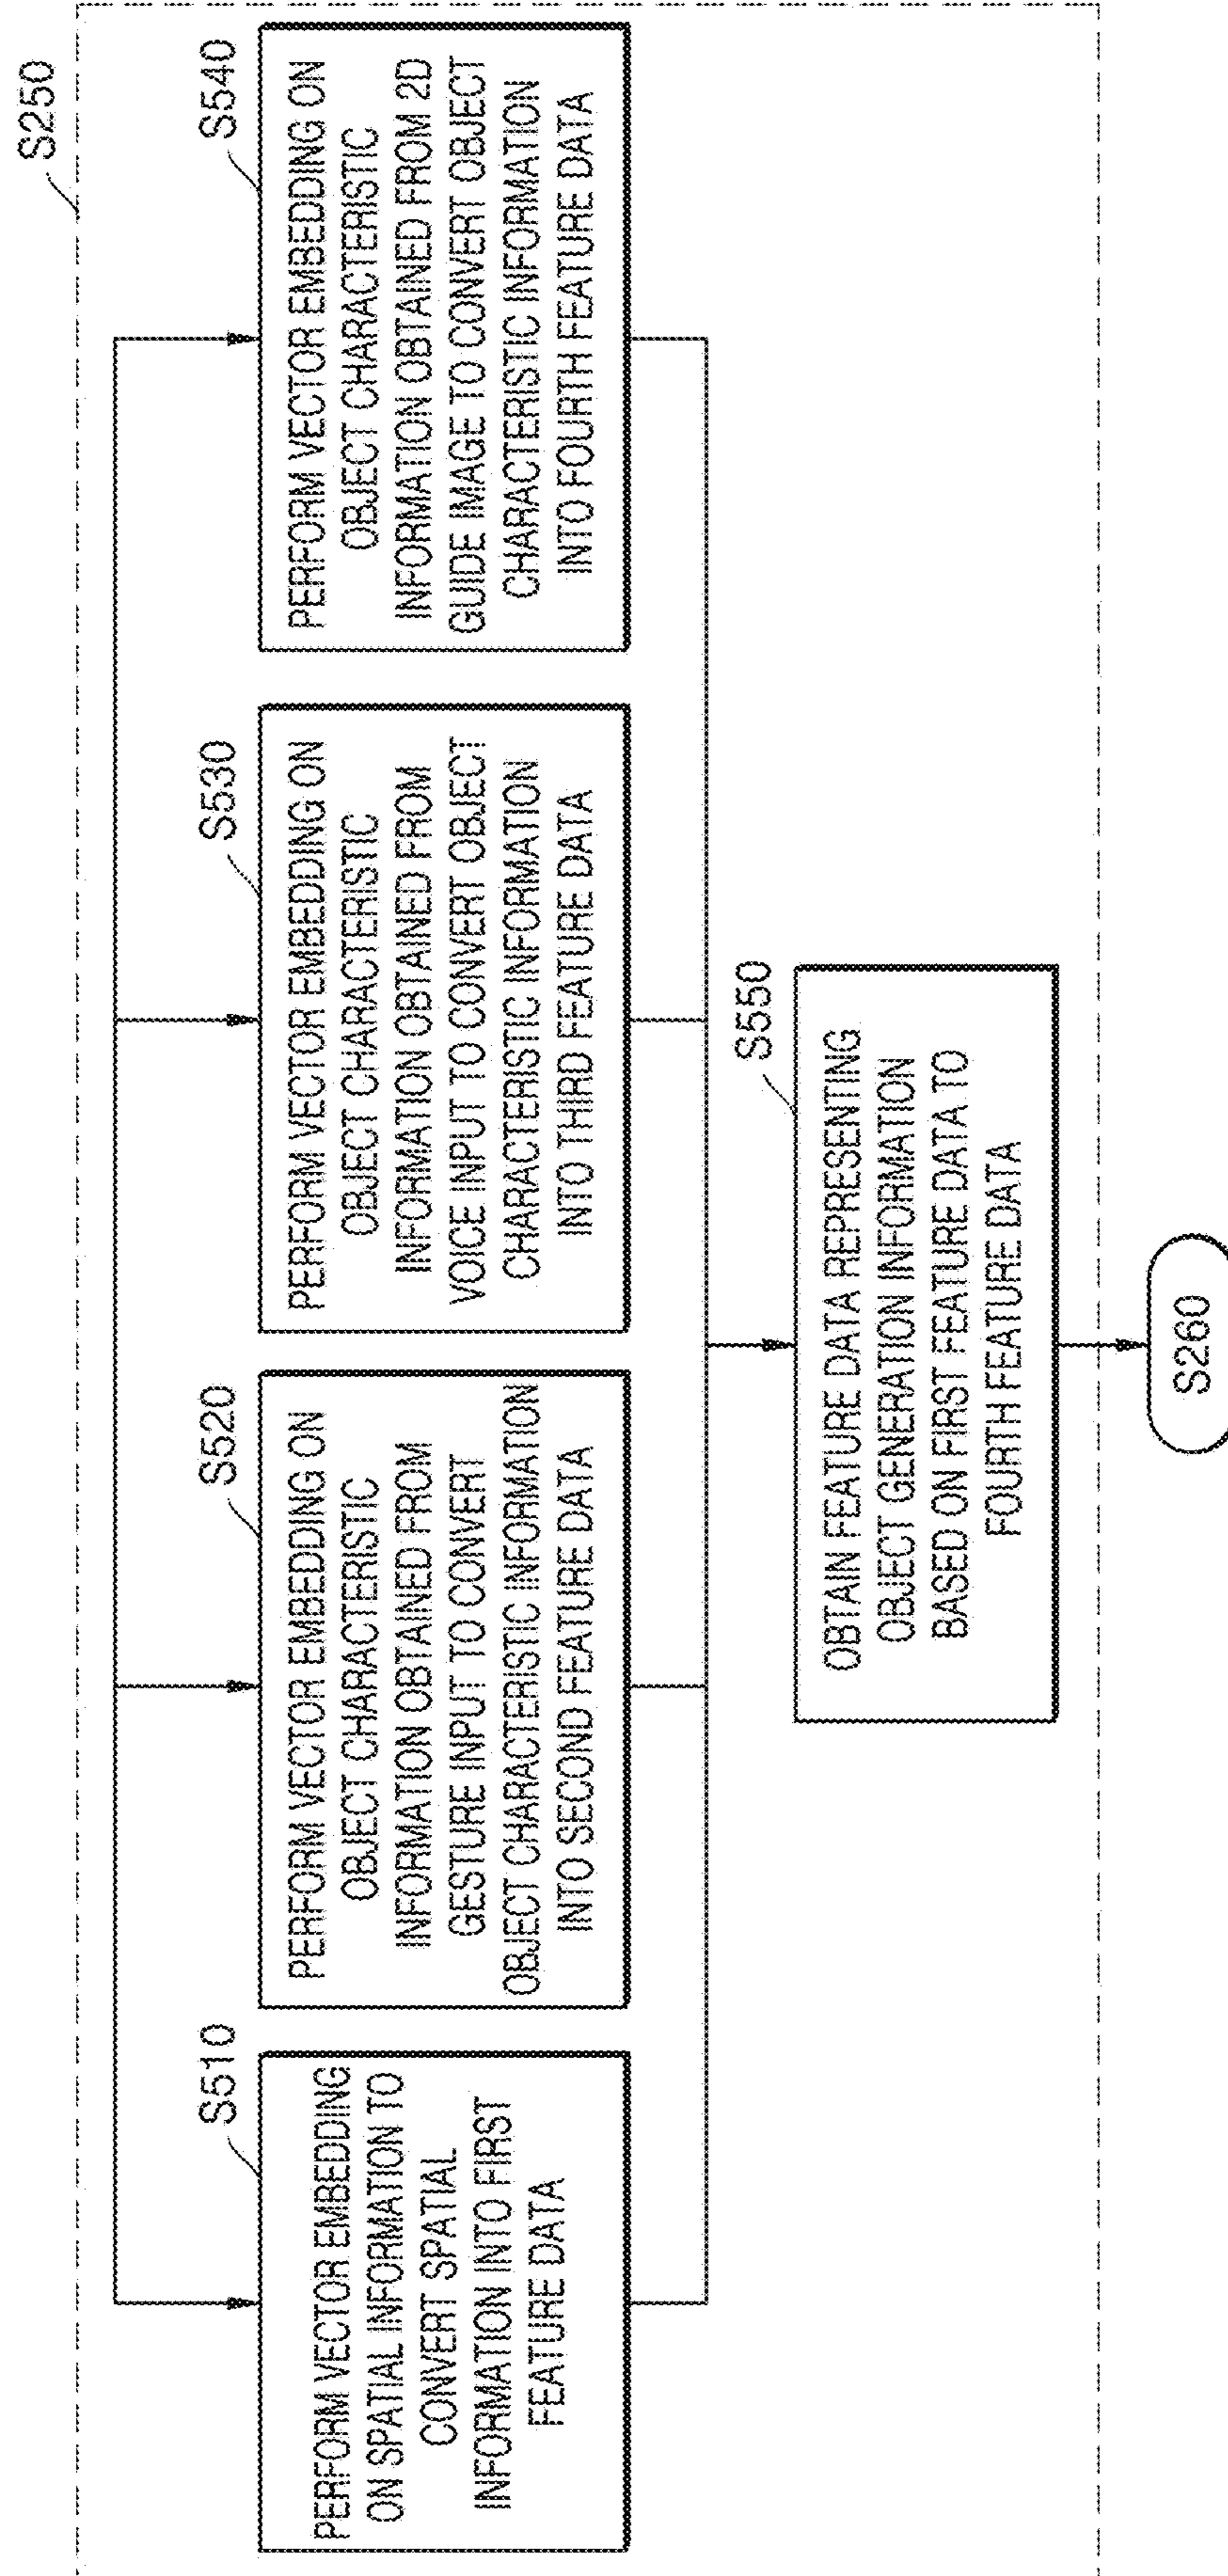 S250
S510
PERFORM VECTOR EMBEDDING
ON SPATIAL INFORMATION TO
CONVERT SPATIAL
INFORMATION INTO FIRST
FEATURE DATA
S520
PERFORM VECTOR EMBEDDING ON
OBJECT CHARACTERISTIC
INFORMATION OBTAINED FROM
GESTURE INPUT TO CONVERT
OBJECT CHARACTERISTIC INFORMATION
INTO SECOND FEATURE DATA
S530
PERFORM VECTOR EMBEDDING ON
OBJECT CHARACTERISTIC
INFORMATION OBTAINED FROM
VOICE INPUT TO CONVERT OBJECT
CHARACTERISTIC INFORMATION
INTO THIRD FEATURE DATA
S540
PERFORM VECTOR EMBEDDING ON
OBJECT CHARACTERISTIC
INFORMATION OBTAINED FROM 2D
GUIDE IMAGE TO CONVERT OBJECT
CHARACTERISTIC INFORMATION
INTO FOURTH FEATURE DATA
S550
OBTAIN FEATURE DATA REPRESENTING
OBJECT GENERATION INFORMATION
BASED ON FIRST FEATURE DATA TO
FOURTH FEATURE DATA
S260